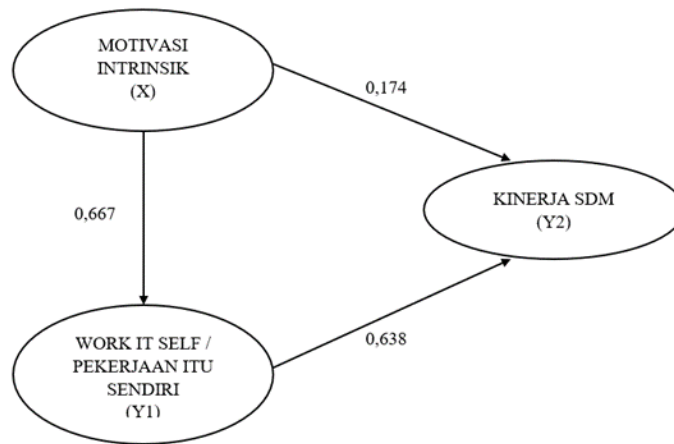 MOTIVASI
INTRINSIK
(X)
0,174
KINERJA SDM
(Y2)
0,667
WORK IT SELF /
PEKERJAAN ITU
SENDIRI
(Y1)
0,638